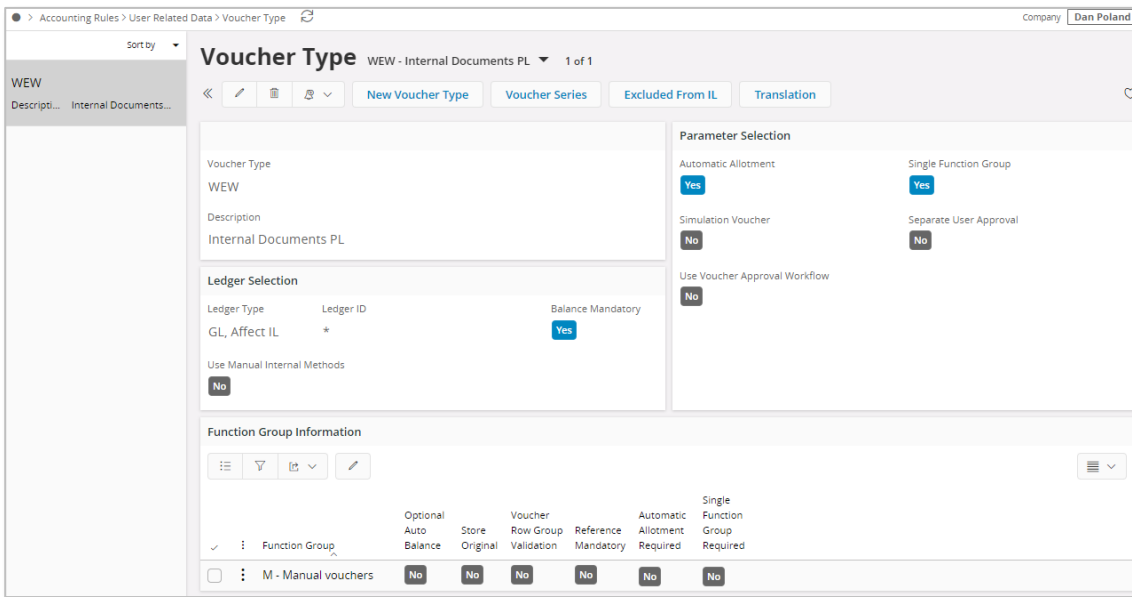 > Accounting Rules > User Related Data > Voucher Type
Company Dan Poland
Sort by
WEW
Descripti... Internal Documents...
Voucher Type WEW - Internal Documents PL 1 of 1
New Voucher Type Voucher Series Excluded From IL Translation
Voucher Type
WEW
Description
Internal Documents PL
Ledger Selection
Ledger Type Ledger ID Balance Mandatory
GL, Affect IL * Yes
Use Manual Internal Methods
No
Parameter Selection
Automatic Allotment Single Function Group
Yes Yes
Simulation Voucher Separate User Approval
No No
Use Voucher Approval Workflow
No
Function Group Information
Function Group
Optional
Auto
Balance
Store
Original
Voucher
Row Group
Validation
Reference
Mandatory
Automatic
Allotment
Required
Single
Function
Group
Required
M - Manual vouchers No No No No No No